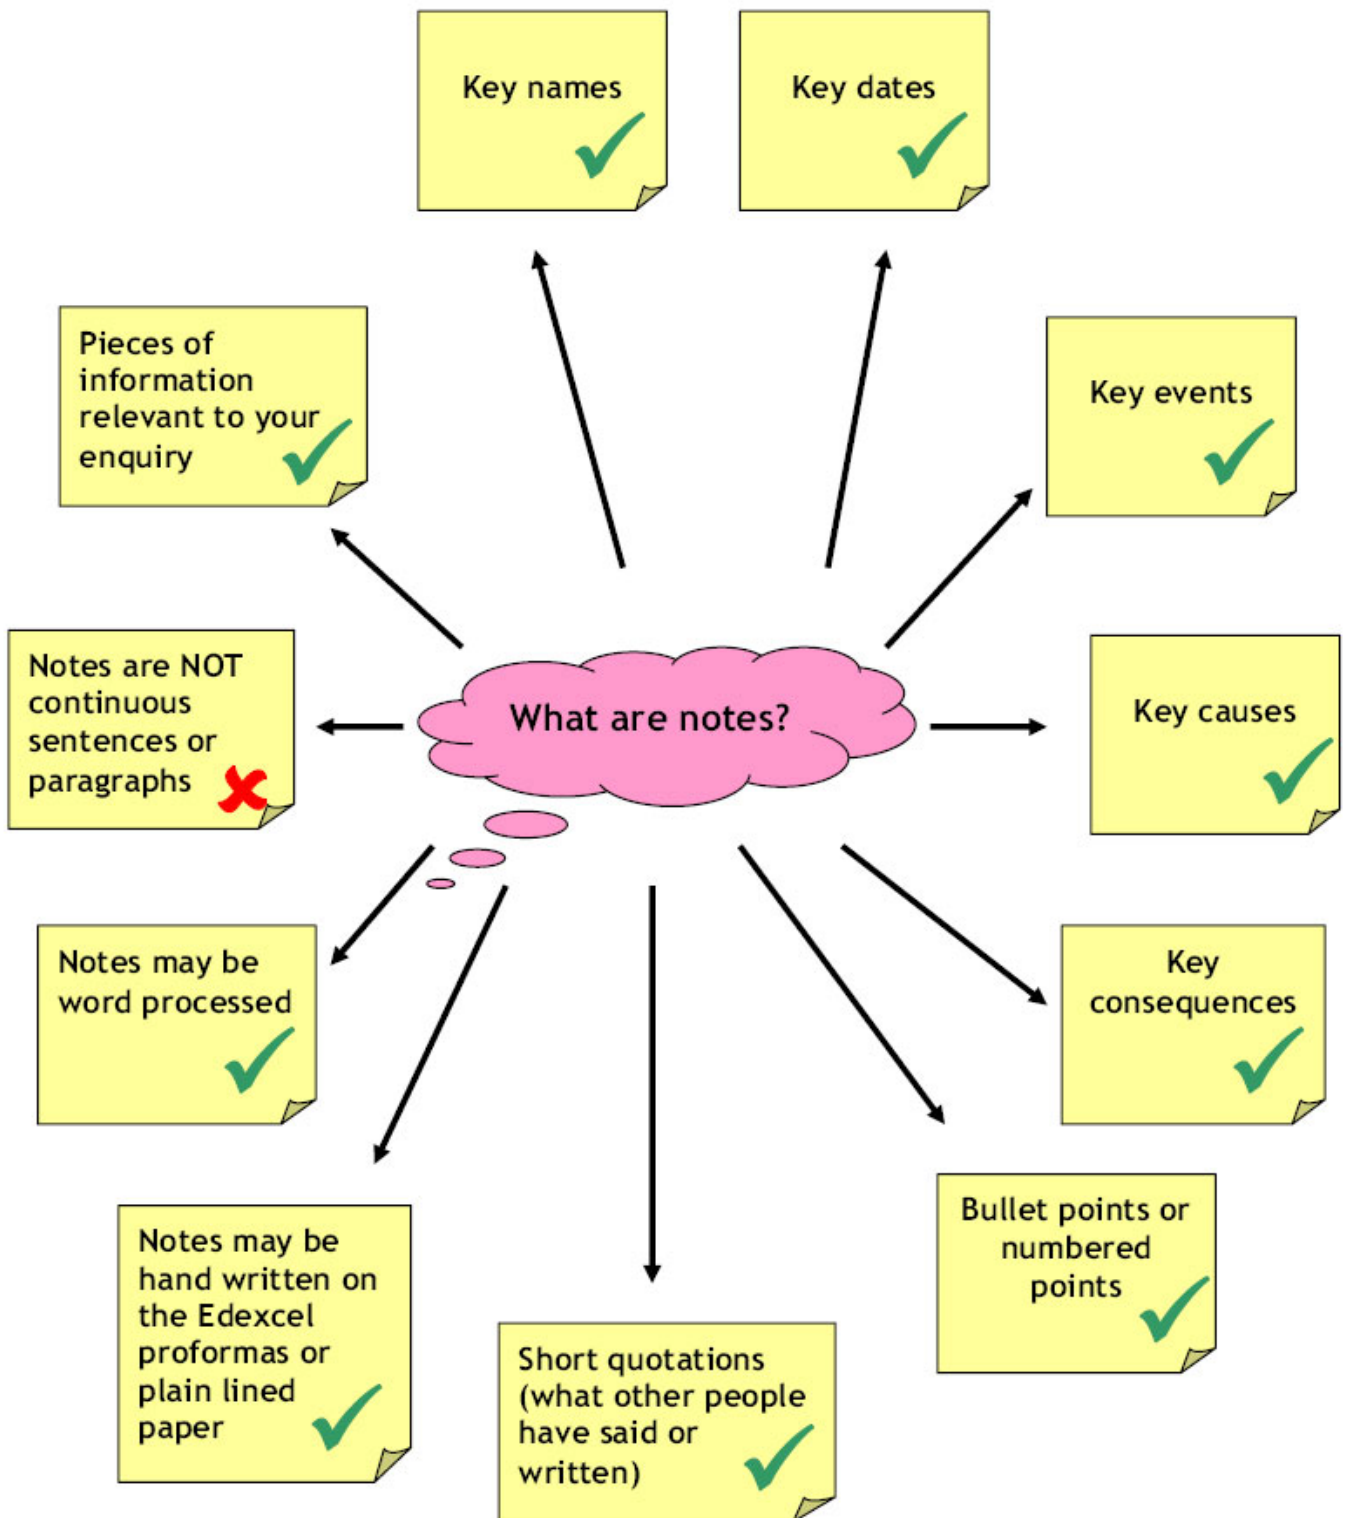 Key names
Key dates
Pieces of
information
relevant to your
enquiry
Key events
Notes are NOT
continuous
sentences or
paragraphs
What are notes?
Key causes
Notes may be
word processed
Key
consequences
Notes may be
hand written on
the Edexcel
proformas or
plain lined
paper
Short quotations
(what other people
have said or
written)
Bullet points or
numbered
points